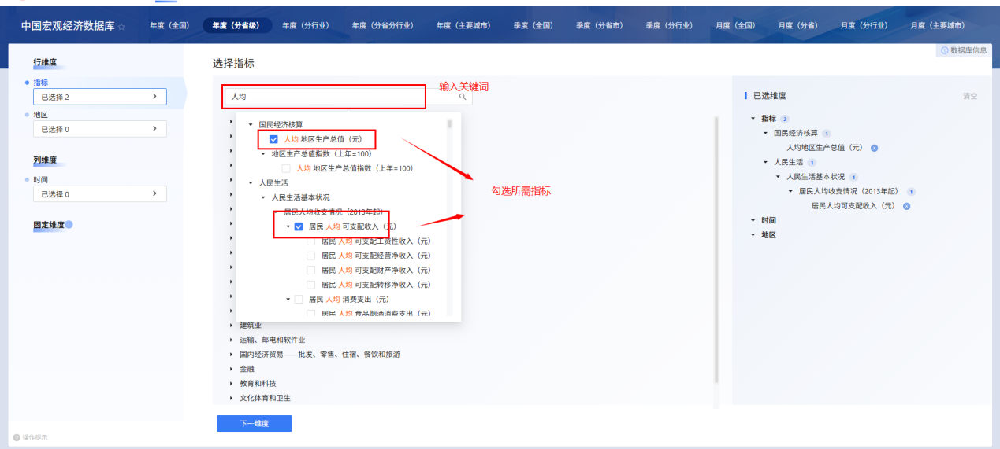 中国宏观经济数据库 年度（全国） 年度（分省级） 年度（分行业） 年度（分省分行业） 年度（主要城市） 季度（全国） 季度（分省市） 季度（分行业） 月度（全国） 月度（分省） 月度（分行业） 月度（主要城市）
数据库信息
行维度
指标
已选择 2
地区
已选择 0
列维度
时间
已选择 0
固定维度
操作提示
选择指标
输入关键词
人均
国民经济核算
人均 地区生产总值（元）
地区生产总值指数（上年=100）
人均 地区生产总值指数（上年=100）
人民生活
人民生活基本状况
居民人均收支情况（2013年起）
居民 人均 可支配收入（元）
居民 人均 可支配工资性收入（元）
居民 人均 可支配经营净收入（元）
居民 人均 可支配财产净收入（元）
居民 人均 可支配转移净收入（元）
居民 人均 消费支出（元）
居民 人均 食品烟酒消费支出（元）
勾选所需指标
建筑业
运输、邮电和软件业
国内经济贸易——批发、零售、住宿、餐饮和旅游
金融
教育和科技
文化体育和卫生
下一维度
已选维度 清空
指标 2
国民经济核算 1
人均地区生产总值（元）
人民生活 1
人民生活基本状况 1
居民人均收支情况（2013年起） 1
居民人均可支配收入（元）
时间
地区